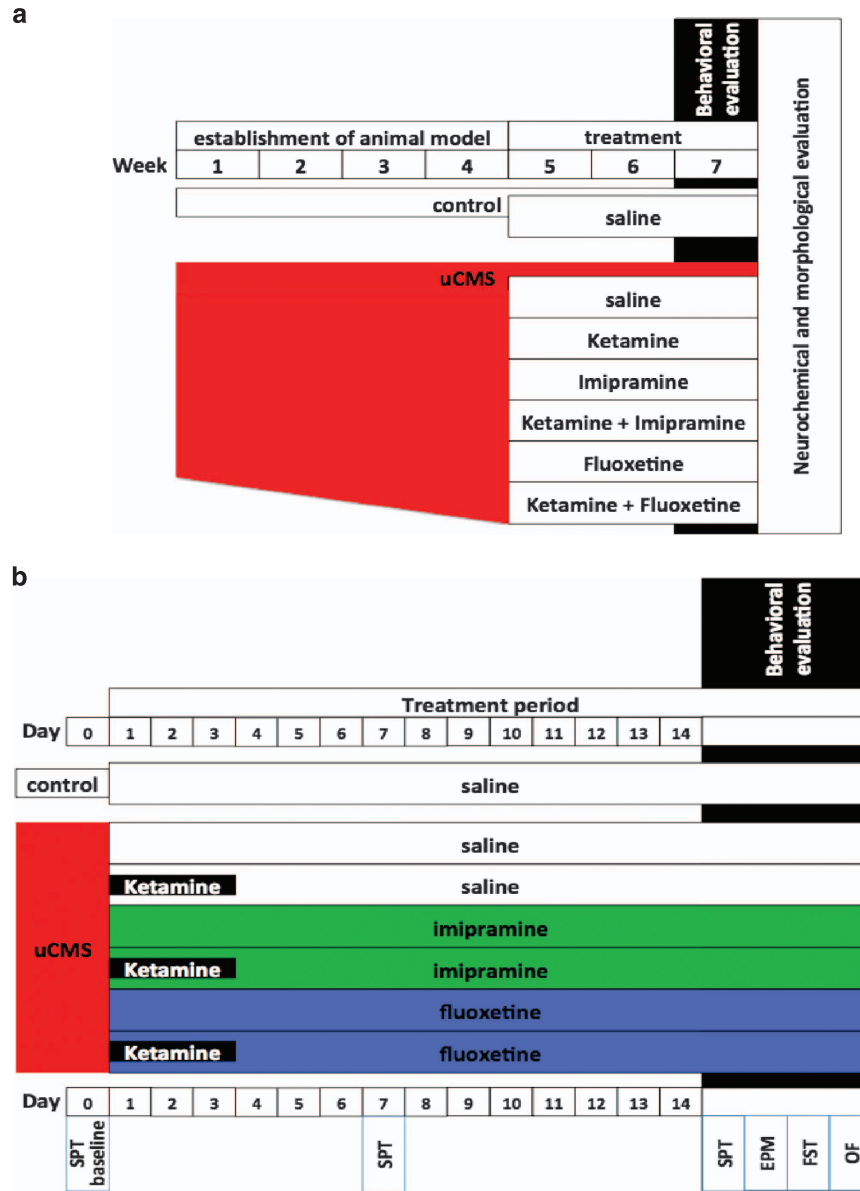 a
Behavioral
evaluation
Neurochemical and morphological evaluation
establishment of animal model treatment
Week 1 2 3 4 5 6 7
control
saline
uCMS
saline
Ketamine
Imipramine
Ketamine + Imipramine
Fluoxetine
Ketamine + Fluoxetine
b
Behavioral
evaluation
Treatment period
Day 0 1 2 3 4 5 6 7 8 9 10 11 12 13 14
control saline
uCMS
saline
Ketamine saline
imipramine
Ketamine imipramine
fluoxetine
Ketamine fluoxetine
Day 0 1 2 3 4 5 6 7 8 9 10 11 12 13 14
SPT
baseline
SPT
SPT
EPM
FST
OF